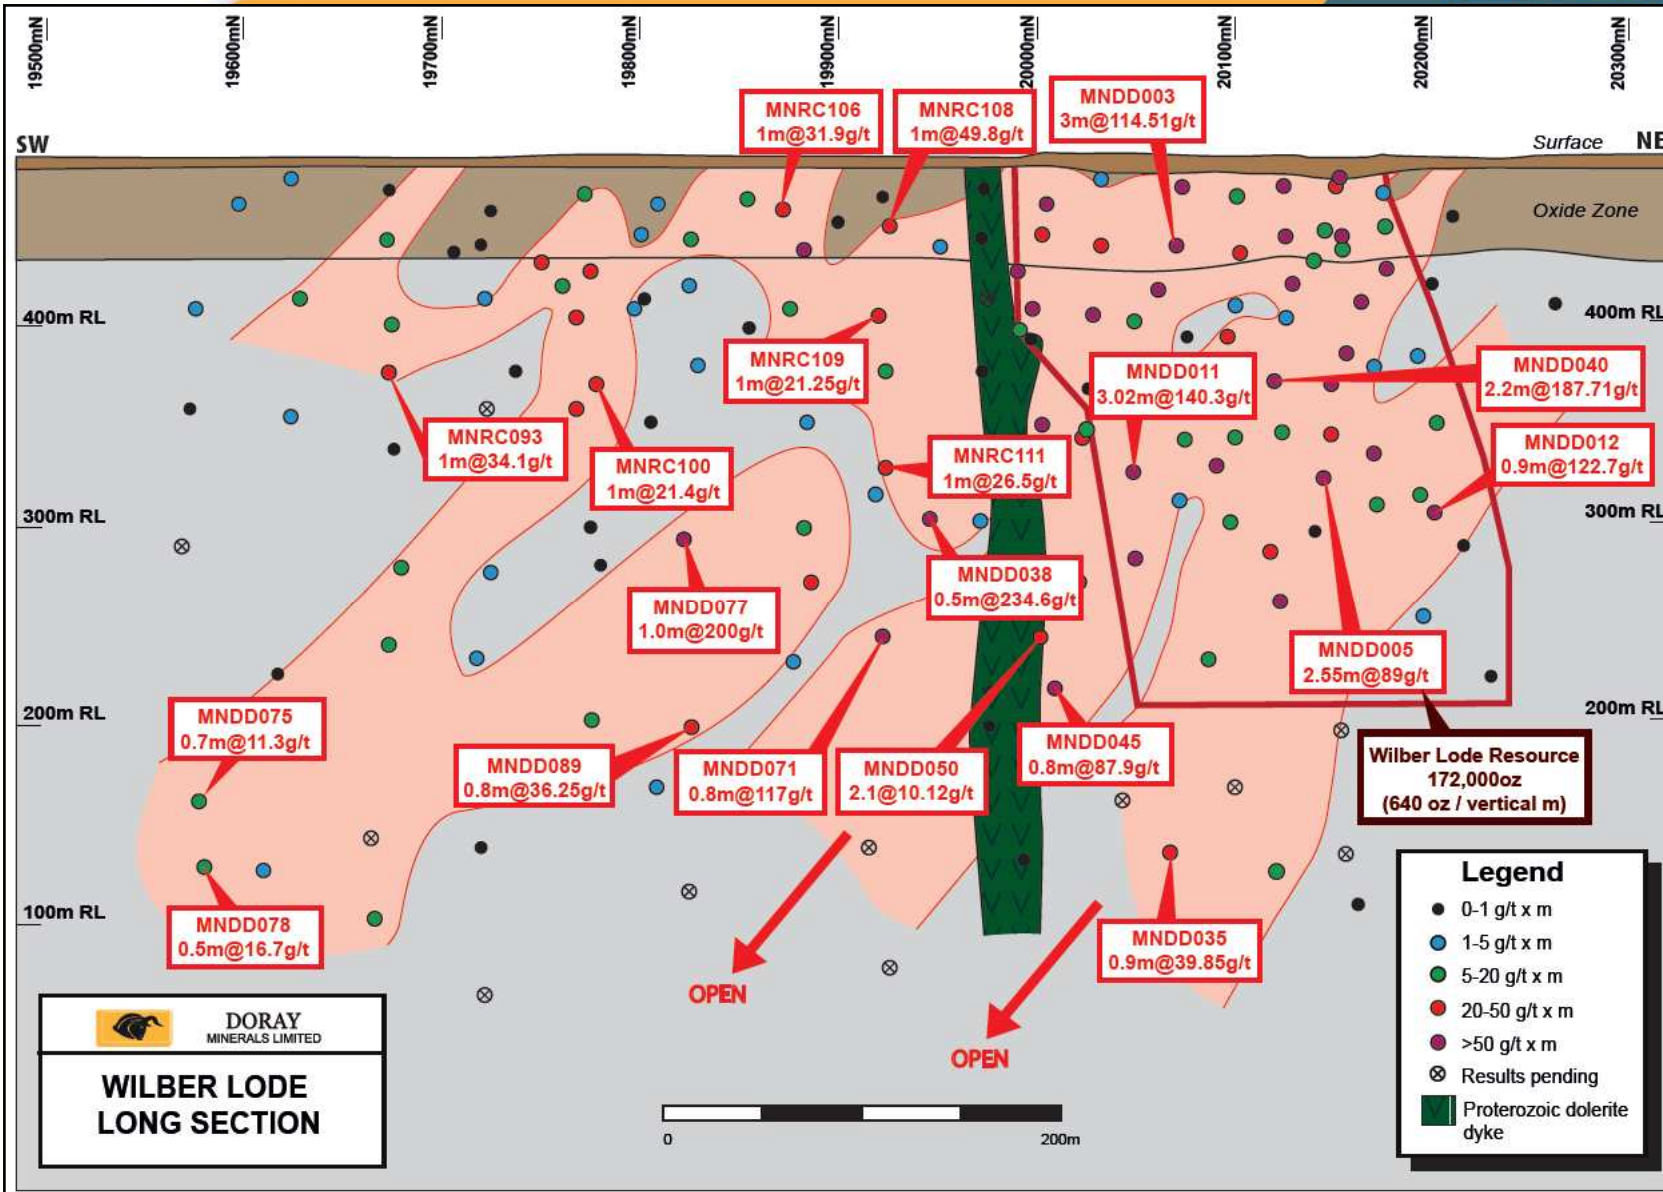 19500mN
19600mN
19700mN
19800mN
19900mN
20000mN
20100mN
20200mN
20300mN
SW
Surface
NE
Oxide Zone
MNRC106
1m@31.9g/t
MNRC108
1m@49.8g/t
MNDD003
3m@114.51g/t
400m RL
400m RL
MNRC109
1m@21.25g/t
MNDD011
3.02m@140.3g/t
MNDD040
2.2m@187.71g/t
MNRC093
1m@34.1g/t
MNRC100
1m@21.4g/t
MNRC111
1m@26.5g/t
MNDD012
0.9m@122.7g/t
300m RL
300m RL
MNDD077
1.0m@200g/t
MNDD038
0.5m@234.6g/t
MNDD005
2.55m@89g/t
200m RL
200m RL
MNDD075
0.7m@11.3g/t
MNDD089
0.8m@36.25g/t
MNDD071
0.8m@117g/t
MNDD050
2.1@10.12g/t
MNDD045
0.8m@87.9g/t
Wilber Lode Resource
172,000oz
(640 oz / vertical m)
100m RL
MNDD078
0.5m@16.7g/t
MNDD035
0.9m@39.85g/t
OPEN
OPEN
Legend
0-1 g/t x m
1-5 g/t x m
5-20 g/t x m
20-50 g/t x m
>50 g/t x m
Results pending
Proterozoic dolerite
dyke
DORAY
MINERALS LIMITED
WILBER LODE
LONG SECTION
0
200m